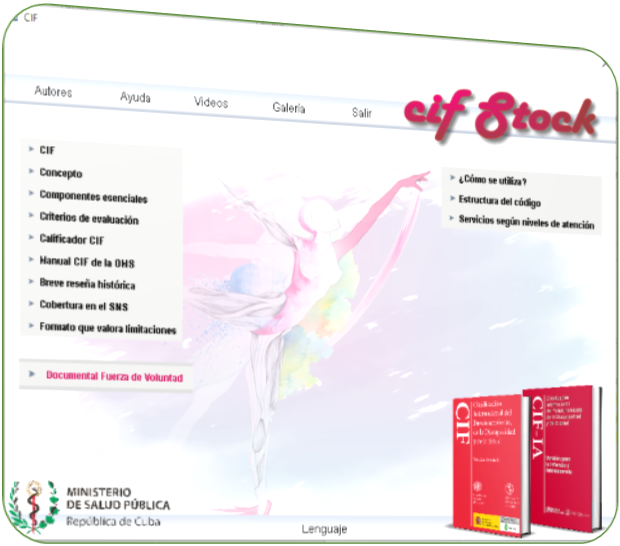 CIF
Autores Ayuda Videos Galería Salir
cif Stock
CIF
Concepto
Componentes esenciales
Criterios de evaluación
Calificador CIF
Manual CIF de la OMS
Breve reseña histórica
Cobertura en el SNS
Formato que valora limitaciones
Documental Fuerza de Voluntad
¿Cómo se utiliza?
Estructura del código
Servicios según niveles de atención
CIF
Clasificación
Internacional del
Funcionamiento,
de la Discapacidad
y de la Salud
CIF-IA
MINISTERIO
DE SALUD PÚBLICA
República de Cuba
Lenguaje